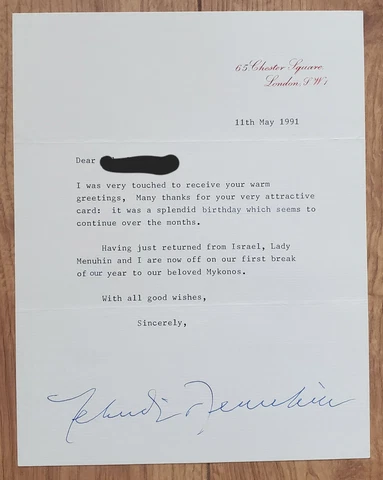 65 Chester Square,
London, S.W.1
11th May 1991
Dear
I was very touched to receive your warm
greetings, Many thanks for your very attractive
card: it was a splendid birthday which seems to
continue over the months.
Having just returned from Israel, Lady
Menuhin and I are now off on our first break
of our year to our beloved Mykonos.
With all good wishes,
Sincerely,
Yehudi Menuhin